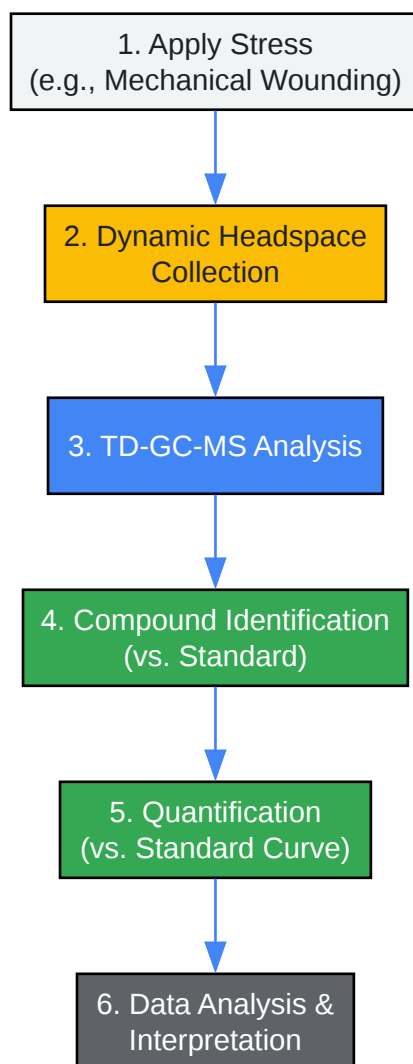 1. Apply Stress
(e.g., Mechanical Wounding)
2. Dynamic Headspace
Collection
3. TD-GC-MS Analysis
4. Compound Identification
(vs. Standard)
5. Quantification
(vs. Standard Curve)
6. Data Analysis &
Interpretation